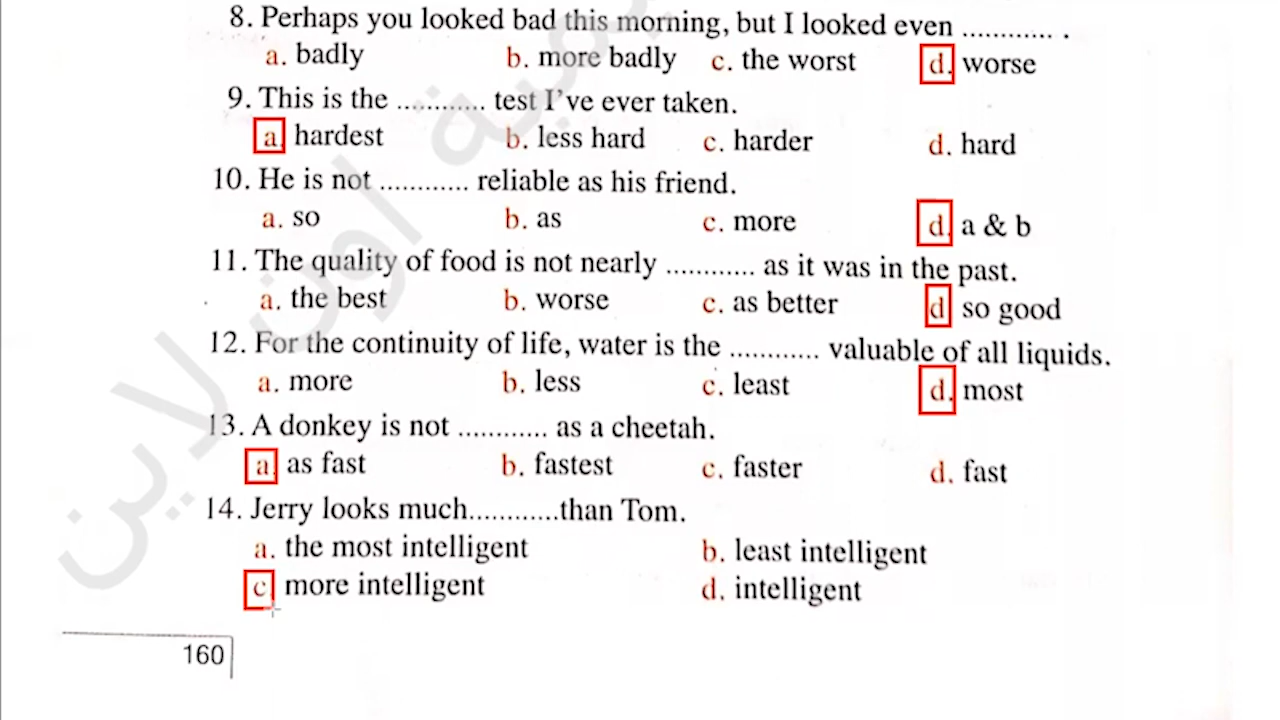 8. Perhaps you looked bad this morning, but I looked even ............ .
a. badly b. more badly c. the worst d. worse
9. This is the ............ test I've ever taken.
a. hardest b. less hard c. harder d. hard
10. He is not ............ reliable as his friend.
a. so b. as c. more d. a & b
11. The quality of food is not nearly ............ as it was in the past.
a. the best b. worse c. as better d. so good
12. For the continuity of life, water is the ............ valuable of all liquids.
a. more b. less c. least d. most
13. A donkey is not ............ as a cheetah.
a. as fast b. fastest c. faster d. fast
14. Jerry looks much............than Tom.
a. the most intelligent b. least intelligent
c. more intelligent d. intelligent
160
اون لاين